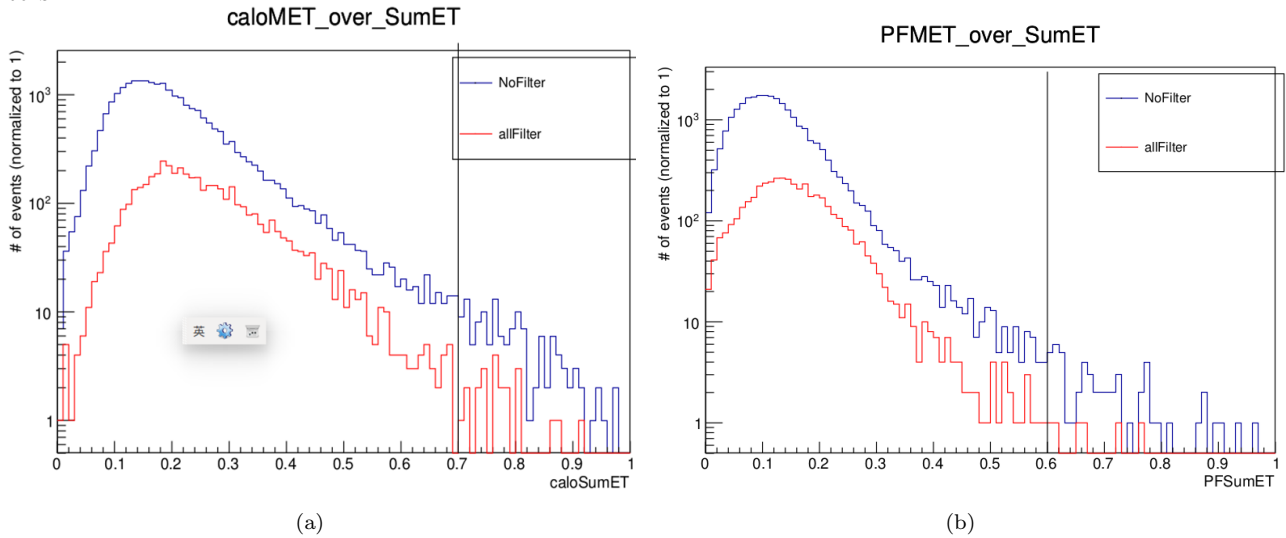 caloMET_over_SumET
# of events (normalized to 1)
10³
10²
10
1
NoFilter
allFilter
英
0 0.1 0.2 0.3 0.4 0.5 0.6 0.7 0.8 0.9 1
caloSumET
(a)
PFMET_over_SumET
# of events (normalized to 1)
10³
10²
10
1
NoFilter
allFilter
0 0.1 0.2 0.3 0.4 0.5 0.6 0.7 0.8 0.9 1
PFSumET
(b)